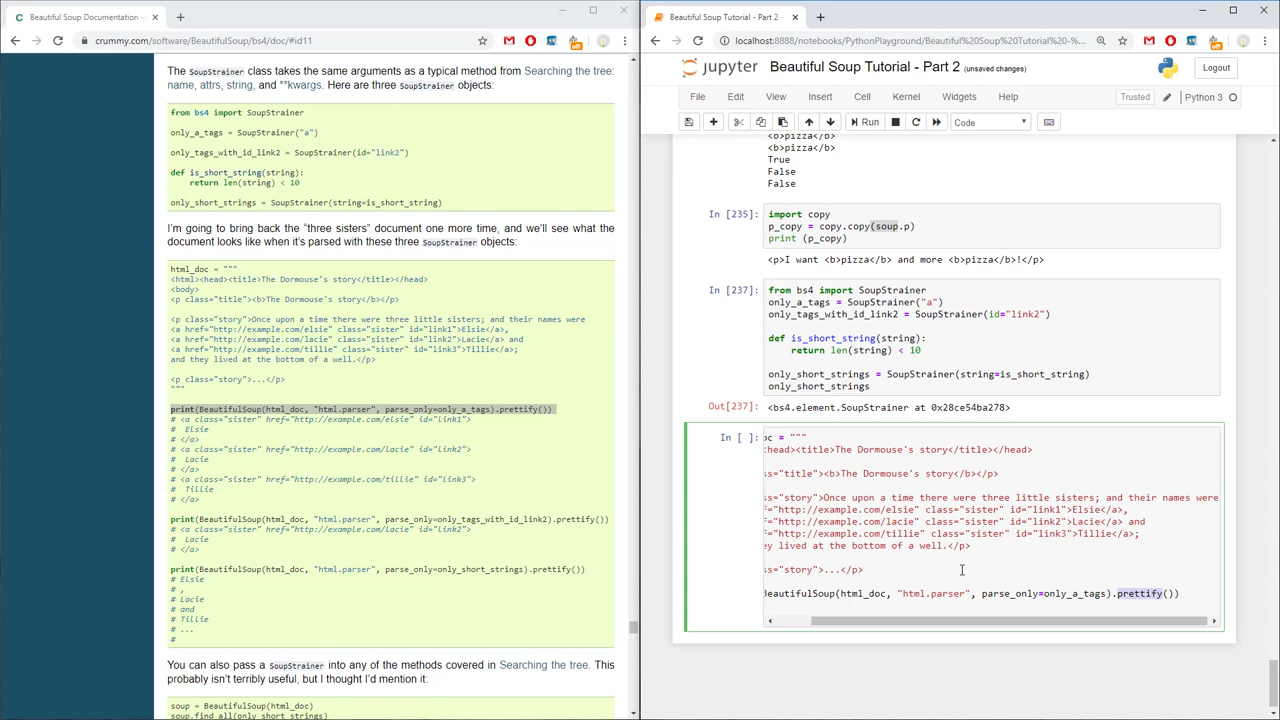 Beautiful Soup Documentation -
crummy.com/software/BeautifulSoup/bs4/doc/#id11
The SoupStrainer class takes the same arguments as a typical method from Searching the tree:
name, attrs, string, and **kwargs. Here are three SoupStrainer objects:
from bs4 import SoupStrainer
only_a_tags = SoupStrainer("a")
only_tags_with_id_link2 = SoupStrainer(id="link2")
def is_short_string(string):
return len(string) < 10
only_short_strings = SoupStrainer(string=is_short_string)
I'm going to bring back the “three sisters” document one more time, and we'll see what the
document looks like when it's parsed with these three SoupStrainer objects:
html_doc = """
<html><head><title>The Dormouse's story</title></head>
<body>
<p class="title"><b>The Dormouse's story</b></p>
<p class="story">Once upon a time there were three little sisters; and their names were
<a href="http://example.com/elsie" class="sister" id="link1">Elsie</a>,
<a href="http://example.com/lacie" class="sister" id="link2">Lacie</a> and
<a href="http://example.com/tillie" class="sister" id="link3">Tillie</a>;
and they lived at the bottom of a well.</p>
<p class="story">...</p>
"""
print(BeautifulSoup(html_doc, "html.parser", parse_only=only_a_tags).prettify())
# <a class="sister" href="http://example.com/elsie" id="link1">
#  Elsie
# </a>
# <a class="sister" href="http://example.com/lacie" id="link2">
#  Lacie
# </a>
# <a class="sister" href="http://example.com/tillie" id="link3">
#  Tillie
# </a>
print(BeautifulSoup(html_doc, "html.parser", parse_only=only_tags_with_id_link2).prettify())
# <a class="sister" href="http://example.com/lacie" id="link2">
#  Lacie
# </a>
print(BeautifulSoup(html_doc, "html.parser", parse_only=only_short_strings).prettify())
# Elsie
# ,
# Lacie
# and
# Tillie
# ...
#
You can also pass a SoupStrainer into any of the methods covered in Searching the tree. This
probably isn't terribly useful, but I thought I'd mention it:
soup = BeautifulSoup(html_doc)
soup.find_all(only_short_strings)
Beautiful Soup Tutorial - Part 2 -
localhost:8888/notebooks/PythonPlayground/Beautiful%20Soup%20Tutorial%20-%...
jupyter Beautiful Soup Tutorial - Part 2 (unsaved changes)
Logout
File Edit View Insert Cell Kernel Widgets Help
Trusted Python 3
Run Code
<b>pizza</b>
<b>pizza</b>
True
False
False
In [235]: import copy
p_copy = copy.copy(soup.p)
print (p_copy)
<p>I want <b>pizza</b> and more <b>pizza</b>!</p>
In [237]: from bs4 import SoupStrainer
only_a_tags = SoupStrainer("a")
only_tags_with_id_link2 = SoupStrainer(id="link2")
def is_short_string(string):
return len(string) < 10
only_short_strings = SoupStrainer(string=is_short_string)
only_short_strings
Out[237]: <bs4.element.SoupStrainer at 0x28ce54ba278>
In [ ]: oc = """
head><title>The Dormouse's story</title></head>
ss="title"><b>The Dormouse's story</b></p>
ss="story">Once upon a time there were three little sisters; and their names were
f="http://example.com/elsie" class="sister" id="link1">Elsie</a>,
f="http://example.com/lacie" class="sister" id="link2">Lacie</a> and
f="http://example.com/tillie" class="sister" id="link3">Tillie</a>;
ey lived at the bottom of a well.</p>
ss="story">...</p>
BeautifulSoup(html_doc, "html.parser", parse_only=only_a_tags).prettify())